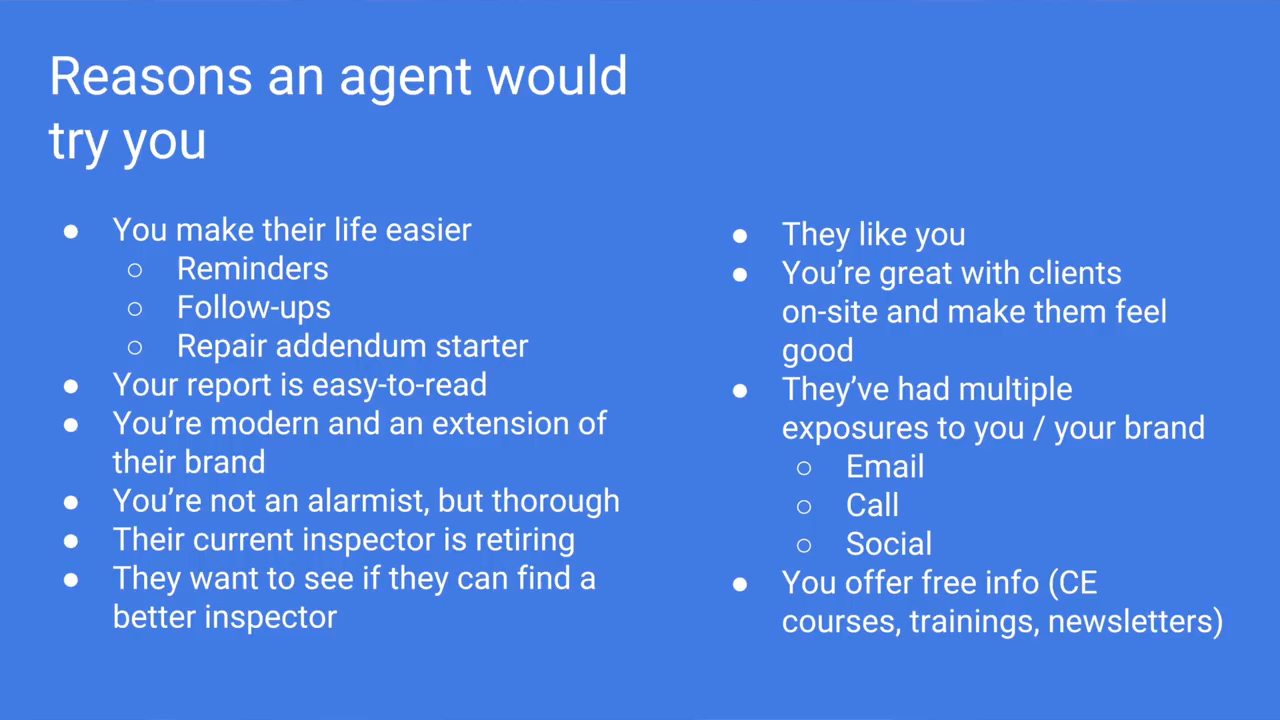 Reasons an agent would
try you
● You make their life easier
○ Reminders
○ Follow-ups
○ Repair addendum starter
● Your report is easy-to-read
● You’re modern and an extension of
their brand
● You’re not an alarmist, but thorough
● Their current inspector is retiring
● They want to see if they can find a
better inspector
● They like you
● You’re great with clients
on-site and make them feel
good
● They’ve had multiple
exposures to you / your brand
○ Email
○ Call
○ Social
● You offer free info (CE
courses, trainings, newsletters)